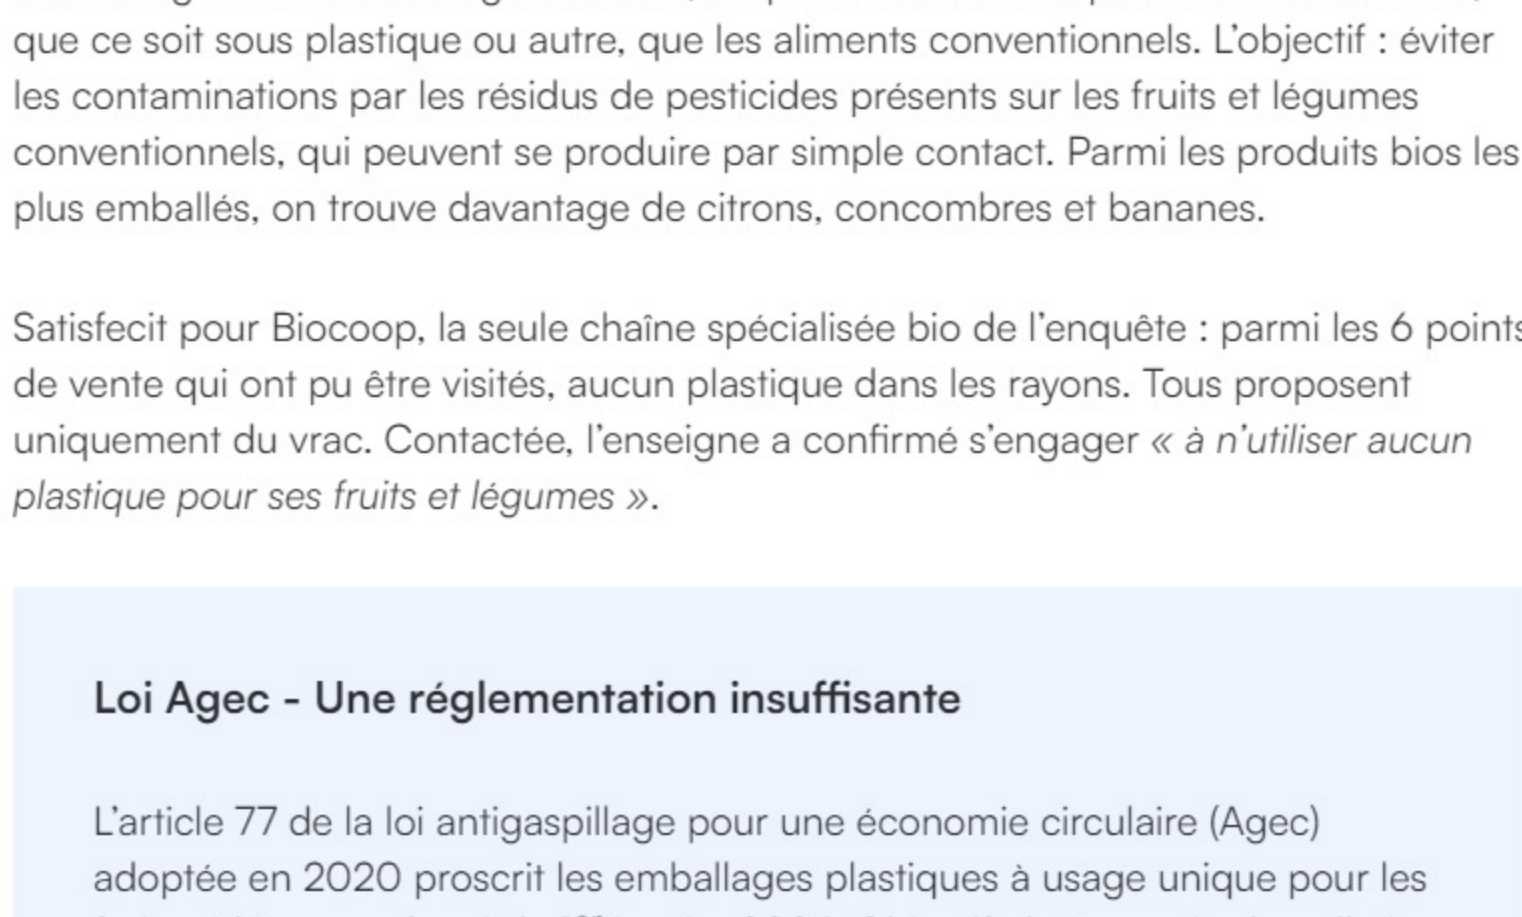 que ce soit sous plastique ou autre, que les aliments conventionnels. L’objectif : éviter
les contaminations par les résidus de pesticides présents sur les fruits et légumes
conventionnels, qui peuvent se produire par simple contact. Parmi les produits bios les
plus emballés, on trouve davantage de citrons, concombres et bananes.
Satisfecit pour Biocoop, la seule chaîne spécialisée bio de l’enquête : parmi les 6 points
de vente qui ont pu être visités, aucun plastique dans les rayons. Tous proposent
uniquement du vrac. Contactée, l’enseigne a confirmé s’engager « à n’utiliser aucun
plastique pour ses fruits et légumes ».
Loi Agec - Une réglementation insuffisante
L’article 77 de la loi antigaspillage pour une économie circulaire (Agec)
adoptée en 2020 proscrit les emballages plastiques à usage unique pour les